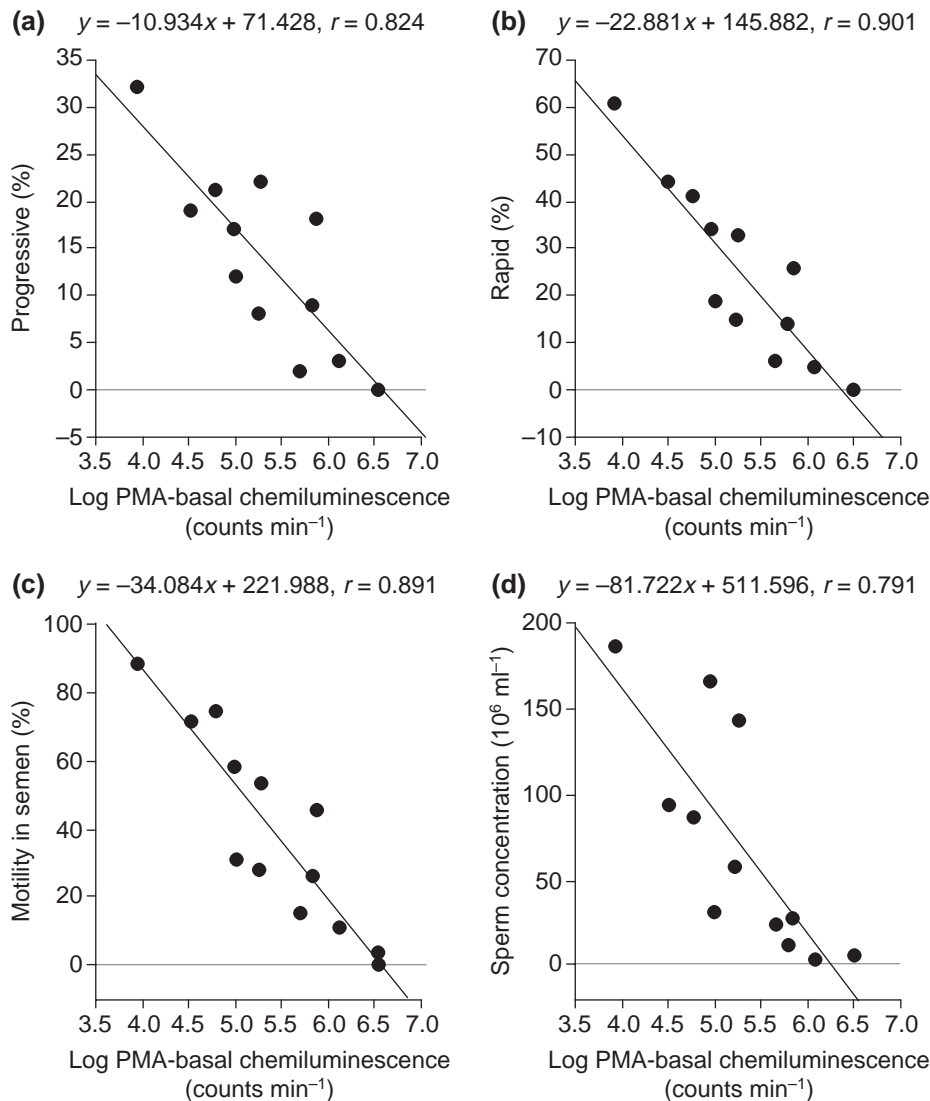 (a) y = –10.934x + 71.428, r = 0.824
35
30
25
20
15
10
5
0
–5
Progressive (%)
3.5 4.0 4.5 5.0 5.5 6.0 6.5 7.0
Log PMA-basal chemiluminescence
(counts min–1)
(b) y = –22.881x + 145.882, r = 0.901
70
60
50
40
30
20
10
0
–10
Rapid (%)
3.5 4.0 4.5 5.0 5.5 6.0 6.5 7.0
Log PMA-basal chemiluminescence
(counts min–1)
(c) y = –34.084x + 221.988, r = 0.891
100
80
60
40
20
0
Motility in semen (%)
3.5 4.0 4.5 5.0 5.5 6.0 6.5 7.0
Log PMA-basal chemiluminescence
(counts min–1)
(d) y = –81.722x + 511.596, r = 0.791
200
150
100
50
0
Sperm concentration (10⁶ ml–1)
3.5 4.0 4.5 5.0 5.5 6.0 6.5 7.0
Log PMA-basal chemiluminescence
(counts min–1)